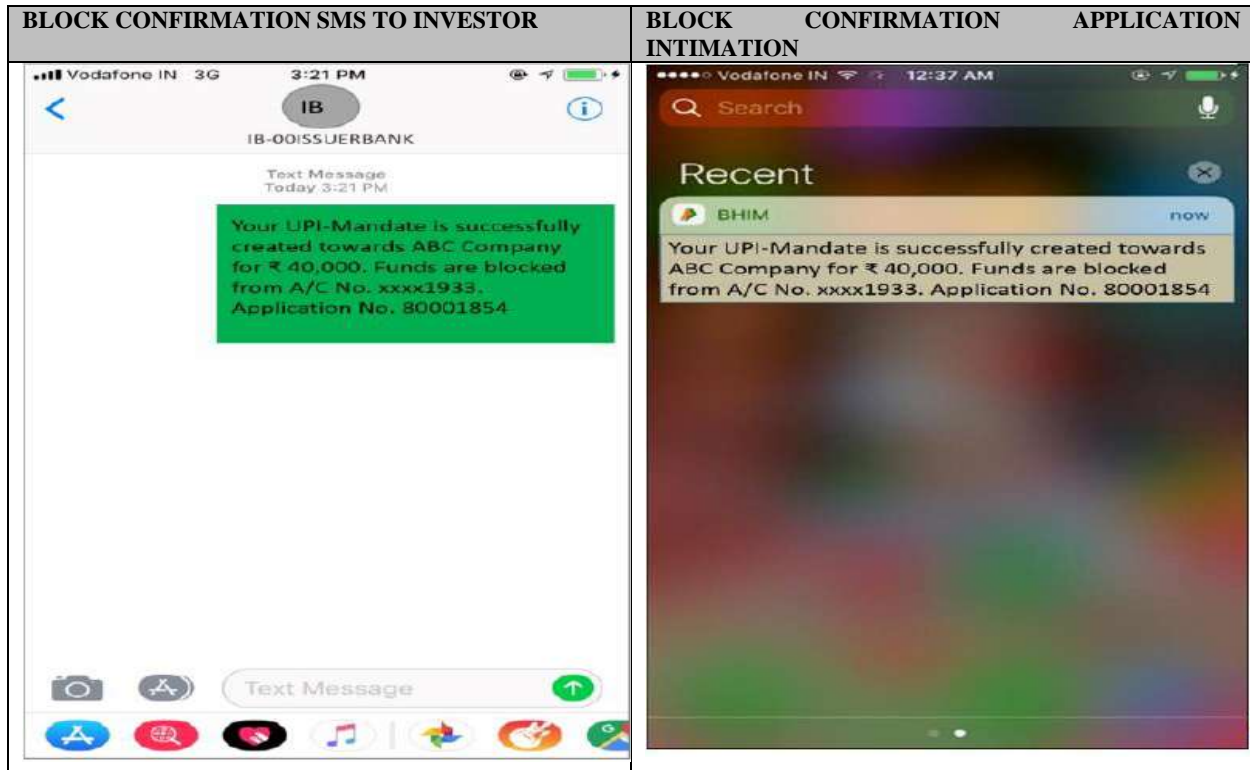 BLOCK CONFIRMATION SMS TO INVESTOR
BLOCK CONFIRMATION APPLICATION
INTIMATION
Vodafone IN 3G 3:21 PM
IB
IB-00ISSUERBANK
Text Message
Today 3:21 PM
Your UPI-Mandate is successfully
created towards ABC Company
for ₹ 40,000. Funds are blocked
from A/C No. xxxx1933.
Application No. 80001854
Text Message
Vodafone IN 12:37 AM
Search
Recent
BHIM now
Your UPI-Mandate is successfully created towards
ABC Company for ₹ 40,000. Funds are blocked
from A/C No. xxxx1933. Application No. 80001854